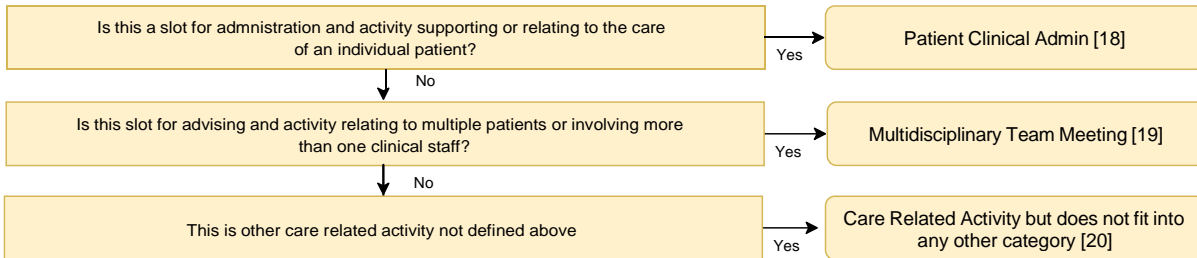 Is this a slot for admnistration and activity supporting or relating to the care
of an individual patient?
Yes
Patient Clinical Admin [18]
No
Is this slot for advising and activity relating to multiple patients or involving more
than one clinical staff?
Yes
Multidisciplinary Team Meeting [19]
No
This is other care related activity not defined above
Yes
Care Related Activity but does not fit into
any other category [20]